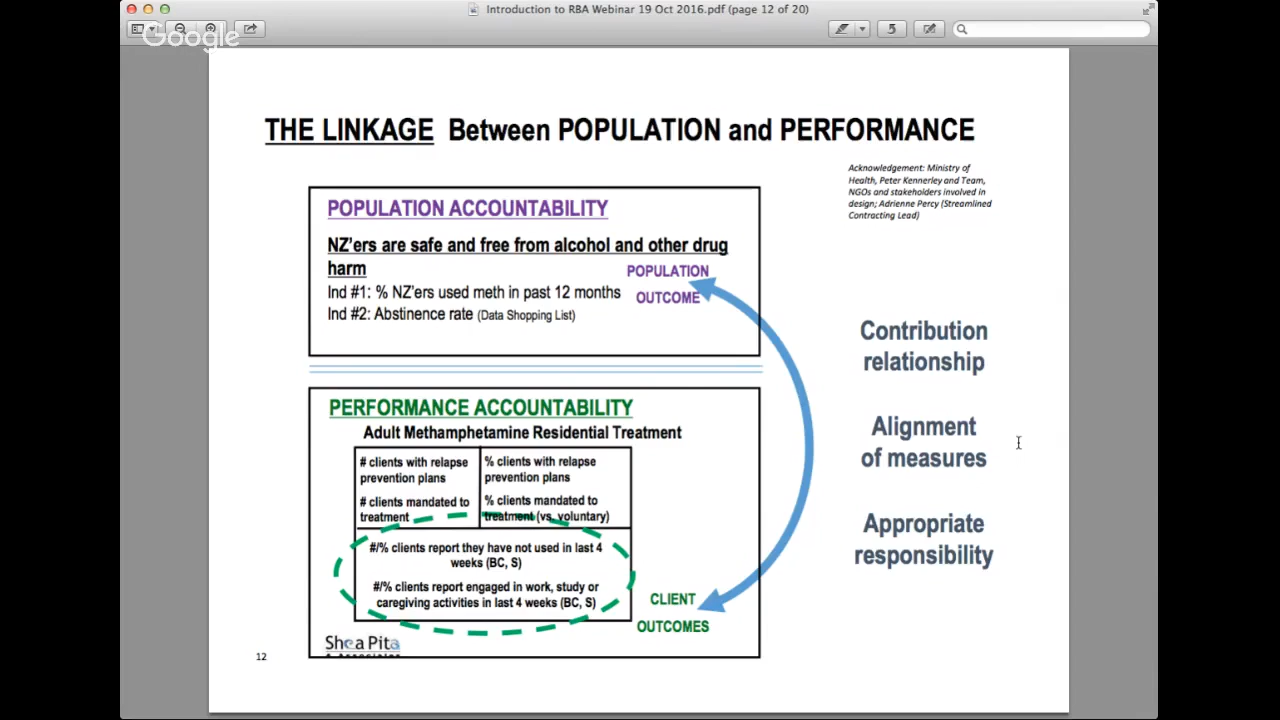 Introduction to RBA Webinar 19 Oct 2016.pdf (page 12 of 20)
Google
THE LINKAGE Between POPULATION and PERFORMANCE
Acknowledgement: Ministry of
Health, Peter Kennerley and Team,
NGOs and stakeholders involved in
design; Adrienne Percy (Streamlined
Contracting Lead)
POPULATION ACCOUNTABILITY
NZ'ers are safe and free from alcohol and other drug
harm
POPULATION
OUTCOME
Ind #1: % NZ'ers used meth in past 12 months
Ind #2: Abstinence rate (Data Shopping List)
Contribution
relationship
Alignment
of measures
Appropriate
responsibility
PERFORMANCE ACCOUNTABILITY
Adult Methamphetamine Residential Treatment
# clients with relapse
prevention plans
# clients mandated to
treatment
% clients with relapse
prevention plans
% clients mandated to
treatment (vs. voluntary)
#/% clients report they have not used in last 4
weeks (BC, S)
#/% clients report engaged in work, study or
caregiving activities in last 4 weeks (BC, S)
CLIENT
OUTCOMES
Shea Pita
& Associates
12